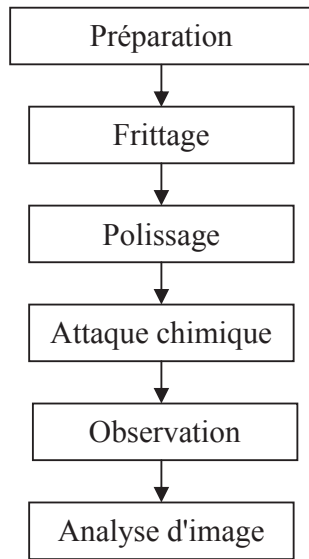 Préparation
Frittage
Polissage
Attaque chimique
Observation
Analyse d'image